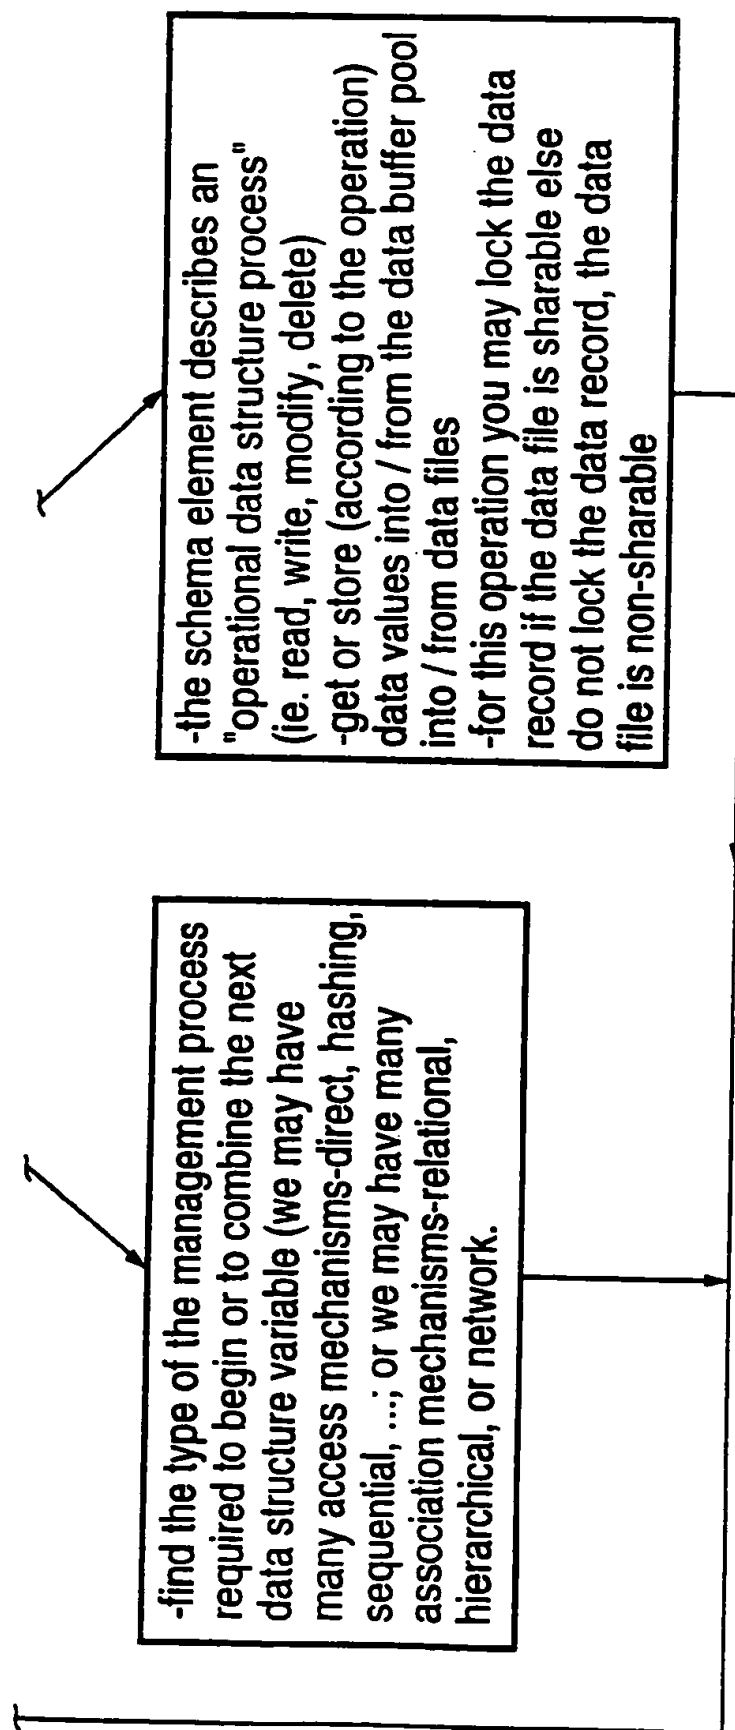 -find the type of the management process
required to begin or to combine the next
data structure variable (we may have
many access mechanisms-direct, hashing,
sequential, ...; or we may have many
association mechanisms-relational,
hierarchical, or network.
-the schema element describes an
"operational data structure process"
(ie. read, write, modify, delete)
-get or store (according to the operation)
data values into / from the data buffer pool
into / from data files
-for this operation you may lock the data
record if the data file is sharable else
do not lock the data record, the data
file is non-sharable